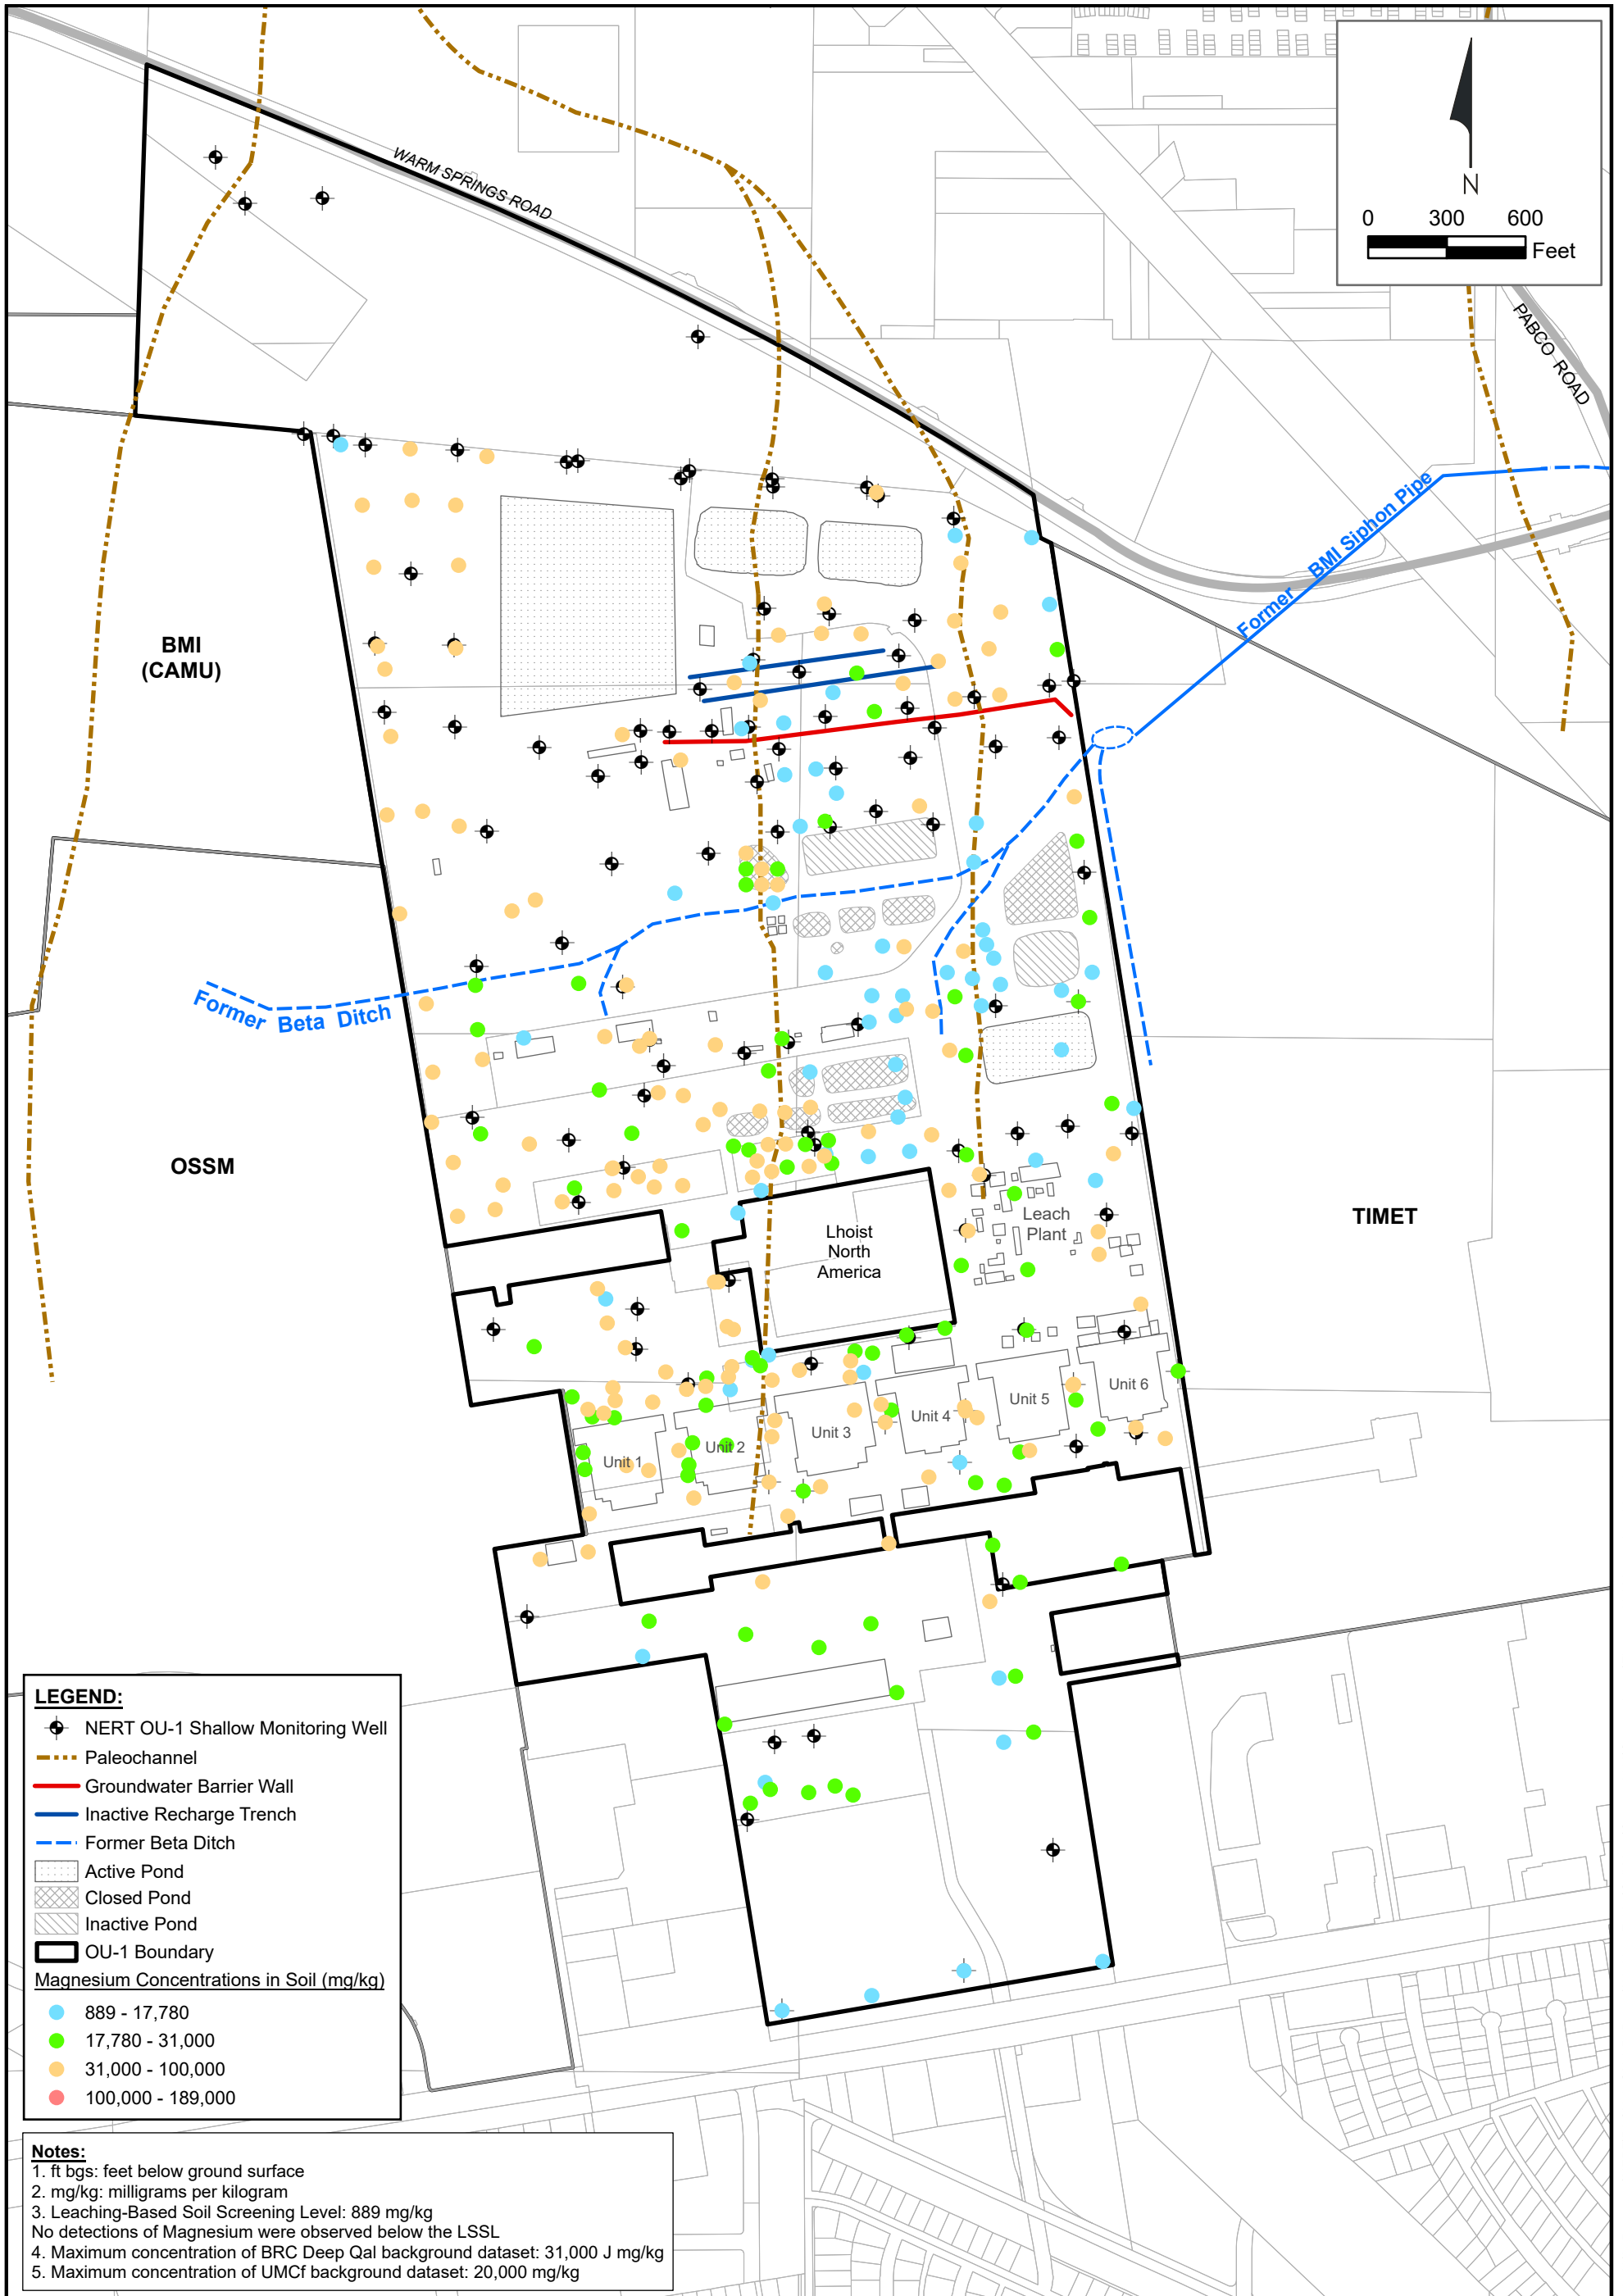 WARM SPRINGS ROAD
N
0 300 600
Feet
PABCO ROAD
Former BMI Siphon Pipe
BMI
(CAMU)
Former Beta Ditch
OSSM
TIMET
Lhoist
North
America
Leach
Plant
Unit 6
Unit 5
Unit 4
Unit 3
Unit 2
Unit 1
LEGEND:
NERT OU-1 Shallow Monitoring Well
Paleochannel
Groundwater Barrier Wall
Inactive Recharge Trench
Former Beta Ditch
Active Pond
Closed Pond
Inactive Pond
OU-1 Boundary
Magnesium Concentrations in Soil (mg/kg)
889 - 17,780
17,780 - 31,000
31,000 - 100,000
100,000 - 189,000
Notes:
1. ft bgs: feet below ground surface
2. mg/kg: milligrams per kilogram
3. Leaching-Based Soil Screening Level: 889 mg/kg
No detections of Magnesium were observed below the LSSL
4. Maximum concentration of BRC Deep Qal background dataset: 31,000 J mg/kg
5. Maximum concentration of UMCf background dataset: 20,000 mg/kg